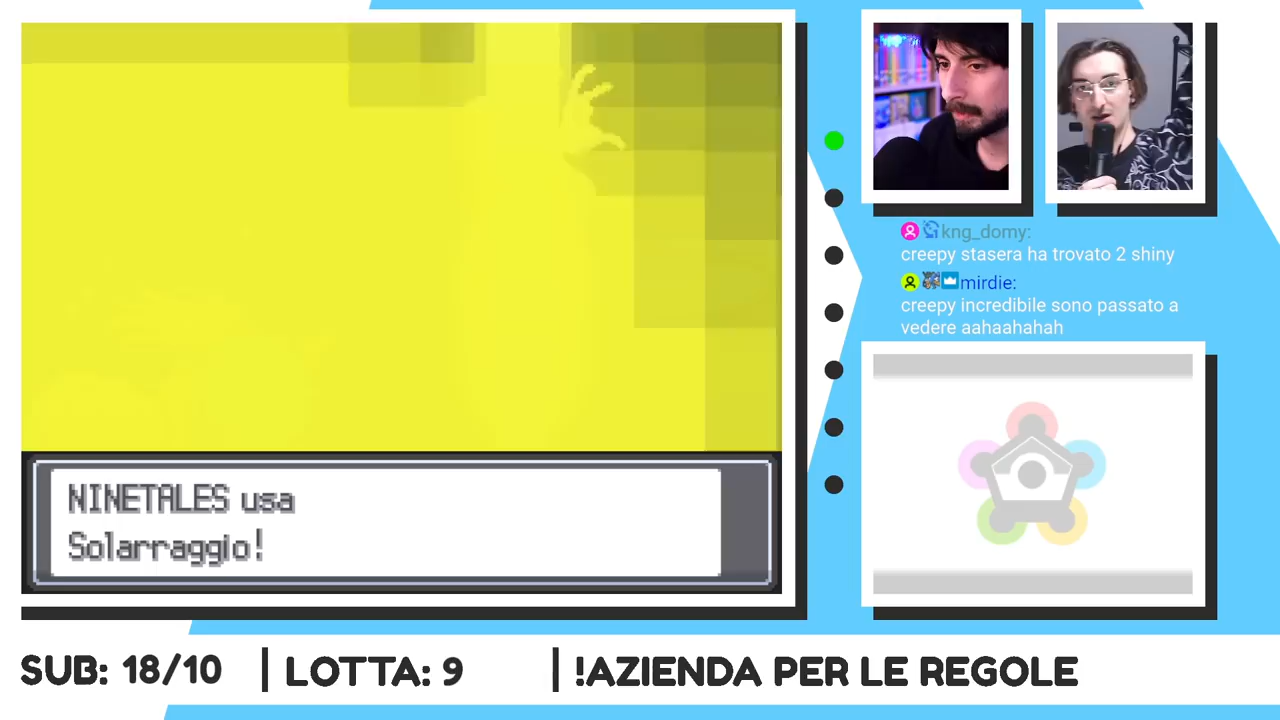 kng_domy:
creepy stasera ha trovato 2 shiny
mirdie:
creepy incredibile sono passato a
vedere aahaahahah
NINETALES usa
Solarraggio!
SUB: 18/10 | LOTTA: 9 | !AZIENDA PER LE REGOLE